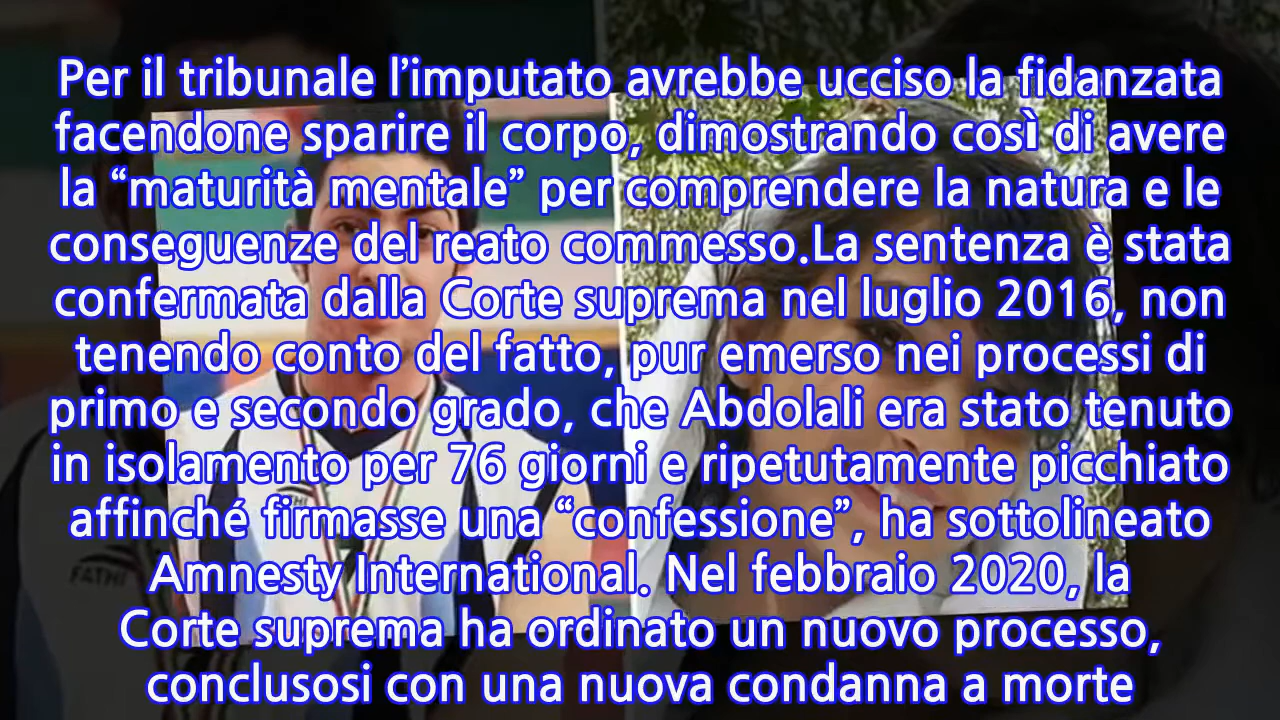 Per il tribunale l’imputato avrebbe ucciso la fidanzata
facendone sparire il corpo, dimostrando così di avere
la “maturità mentale” per comprendere la natura e le
conseguenze del reato commesso.La sentenza è stata
confermata dalla Corte suprema nel luglio 2016, non
tenendo conto del fatto, pur emerso nei processi di
primo e secondo grado, che Abdolali era stato tenuto
in isolamento per 76 giorni e ripetutamente picchiato
affinché firmasse una “confessione”, ha sottolineato
Amnesty International. Nel febbraio 2020, la
Corte suprema ha ordinato un nuovo processo,
conclusosi con una nuova condanna a morte
FATHI